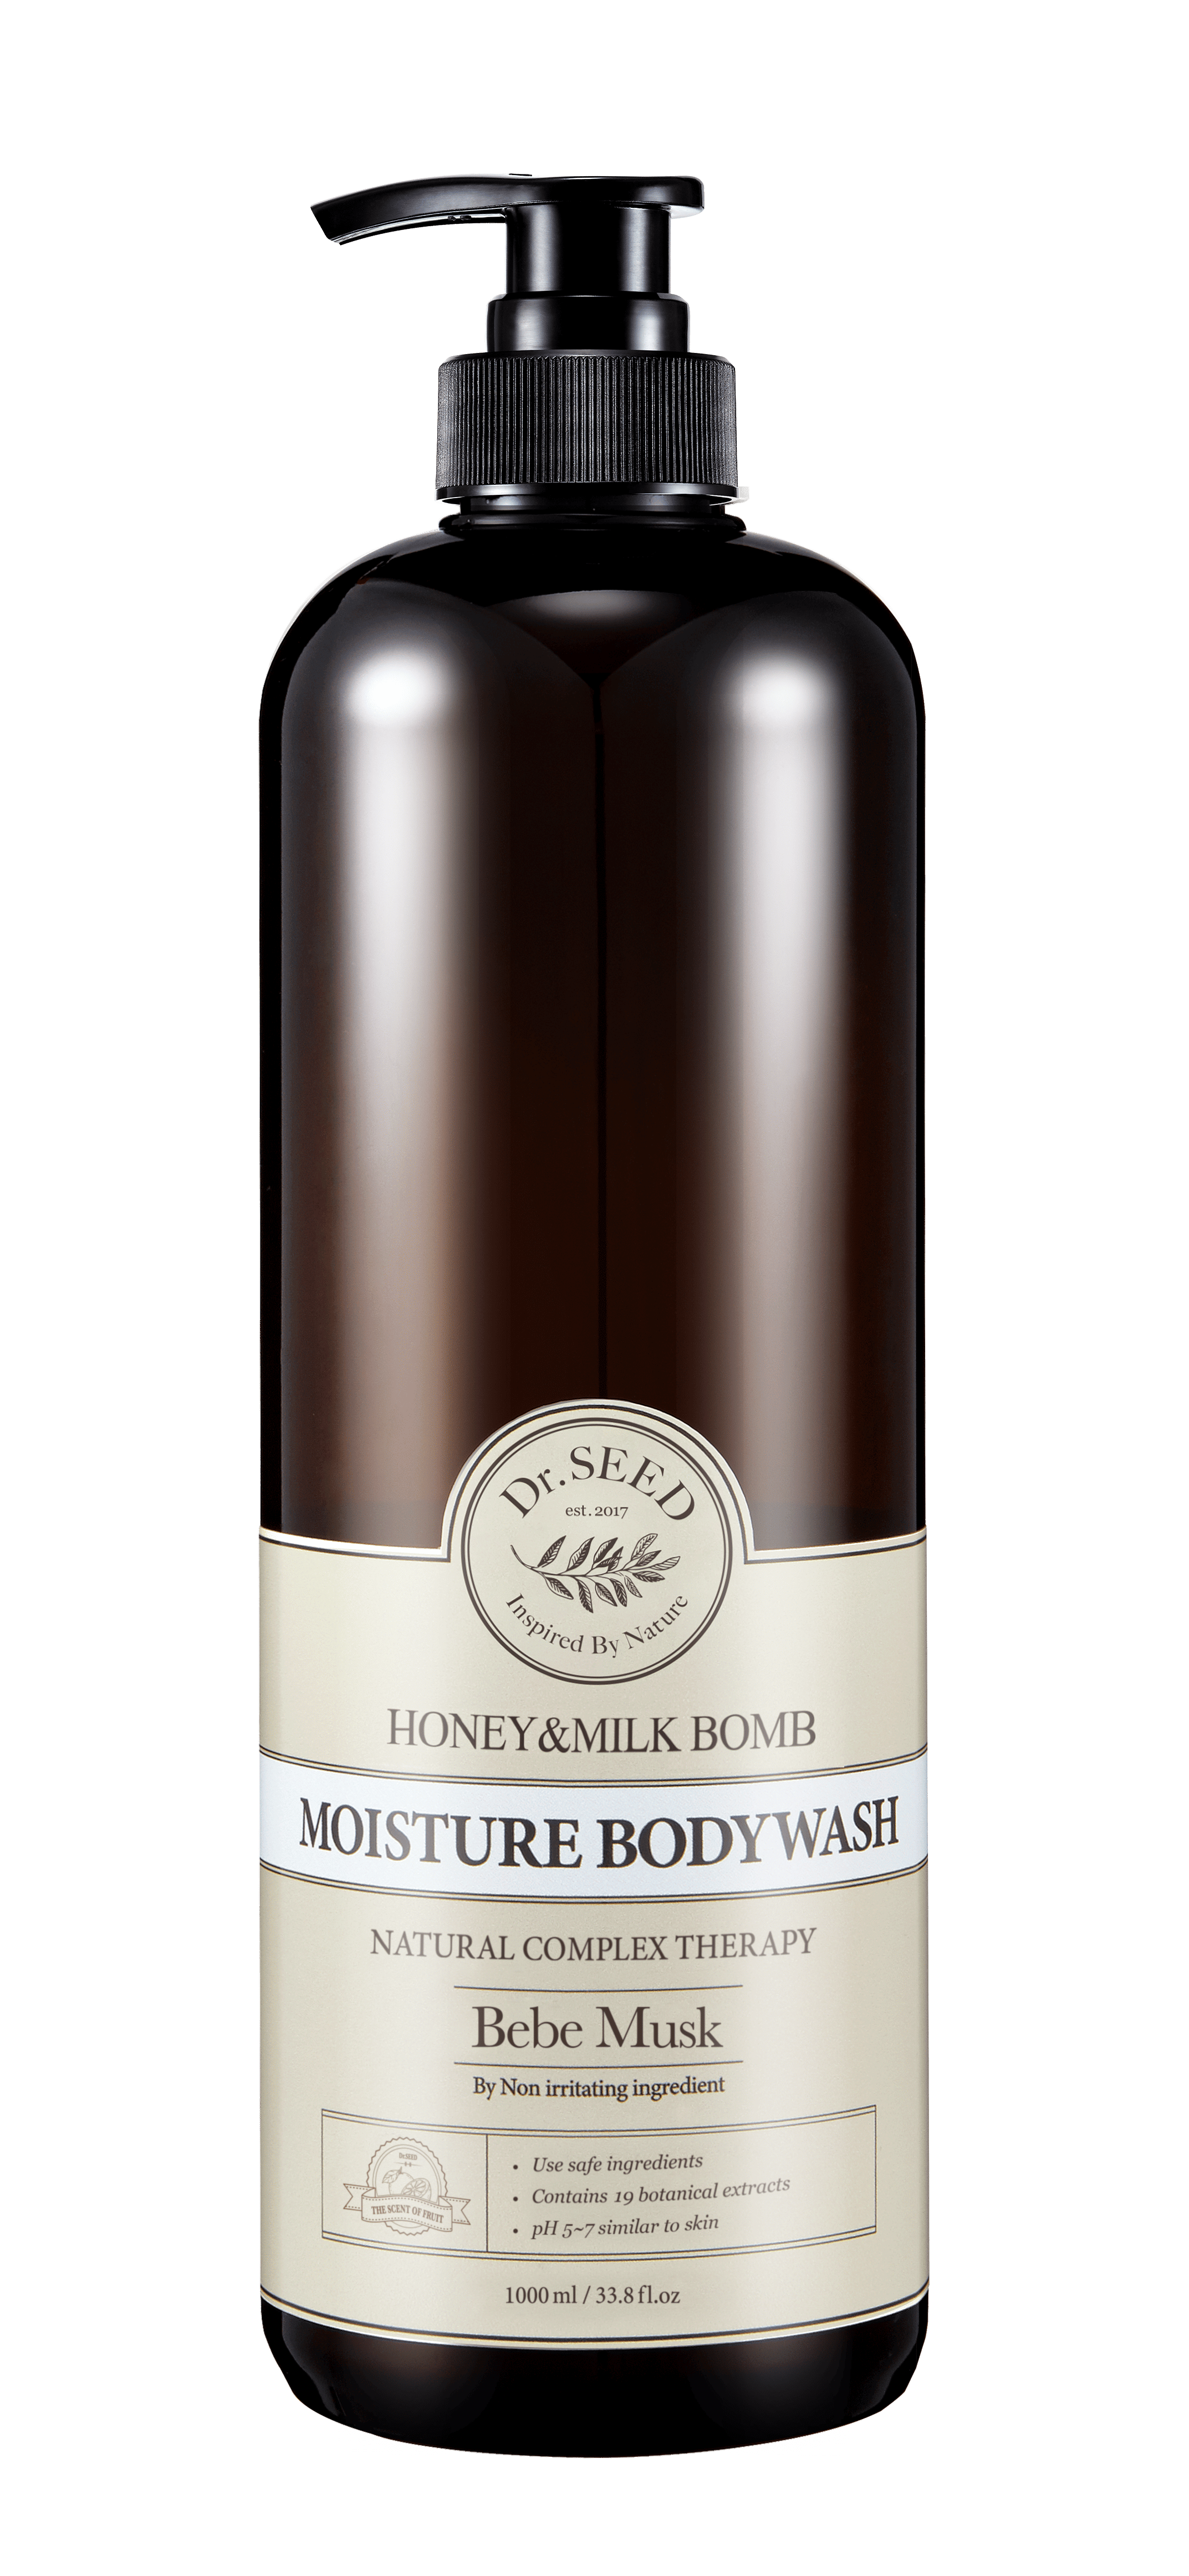 Dr. SEED
est. 2017
Inspired By Nature
HONEY&MILK BOMB
MOISTURE BODYWASH
NATURAL COMPLEX THERAPY
Bebe Musk
By Non irritating ingredient
Dr.SEED
THE SCENT OF FRUIT
• Use safe ingredients
• Contains 19 botanical extracts
• pH 5~7 similar to skin
1000 ml / 33.8 fl.oz